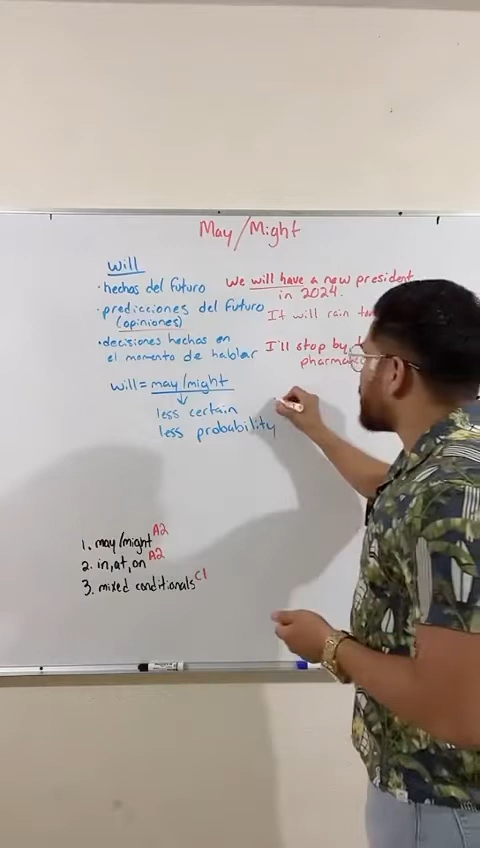 May/Might
will
· hechos del futuro
· predicciones del futuro
(opiniones)
· decisiones hechas en
el momento de hablar
will = may/might
less certain
less probability
We will have a new president
in 2024.
It will rain
I'll stop by
1. may/might A2
2. in, at, on A2
3. mixed conditionals C1